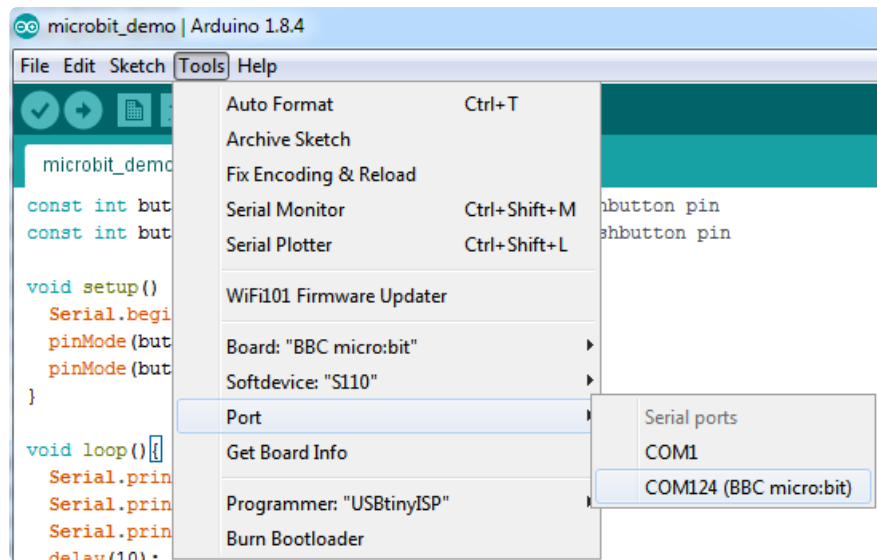 microbit_demo | Arduino 1.8.4
File Edit Sketch Tools Help
Auto Format Ctrl+T
Archive Sketch
microbit_demo
Fix Encoding & Reload
const int but
Serial Monitor Ctrl+Shift+M
hbutton pin
const int but
Serial Plotter Ctrl+Shift+L
shbutton pin
void setup()
WiFi101 Firmware Updater
Serial.begi
pinMode(but
Board: "BBC micro:bit"
pinMode(but
Softdevice: "S110"
}
Port
Serial ports
void loop(){
Get Board Info
COM1
Serial.prin
COM124 (BBC micro:bit)
Serial.prin
Programmer: "USBtinyISP"
Serial.prin
Burn Bootloader
delay(10);